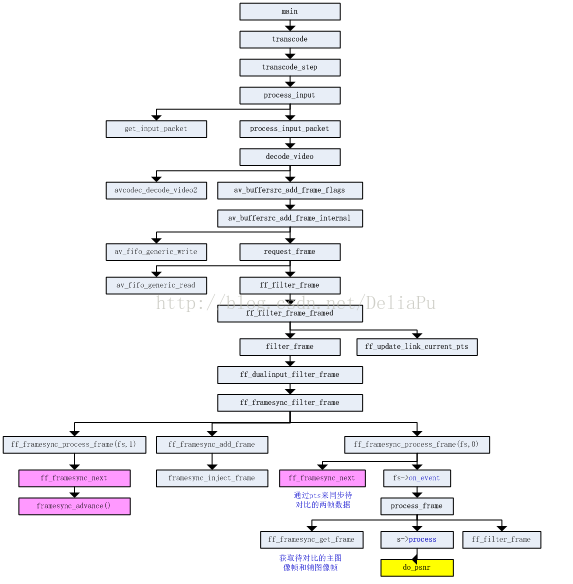 main
transcode
transcode_step
process_input
get_input_packet
process_input_packet
decode_video
avcodec_decode_video2
av_buffersrc_add_frame_flags
av_buffersrc_add_frame_internal
av_fifo_generic_write
request_frame
av_fifo_generic_read
ff_filter_frame
http://blog.csdn.net/DeliaPu
ff_filter_frame_framed
filter_frame
ff_update_link_current_pts
ff_dualinput_filter_frame
ff_framesync_filter_frame
ff_framesync_process_frame(fs,1)
ff_framesync_add_frame
ff_framesync_process_frame(fs,0)
ff_framesync_next
framesync_inject_frame
ff_framesync_next
fs->on_event
framesync_advance()
通过pts来同步待
对比的两帧数据
process_frame
ff_framesync_get_frame
s->process
ff_filter_frame
获取待对比的主图
像帧和辅图像帧
do_psnr